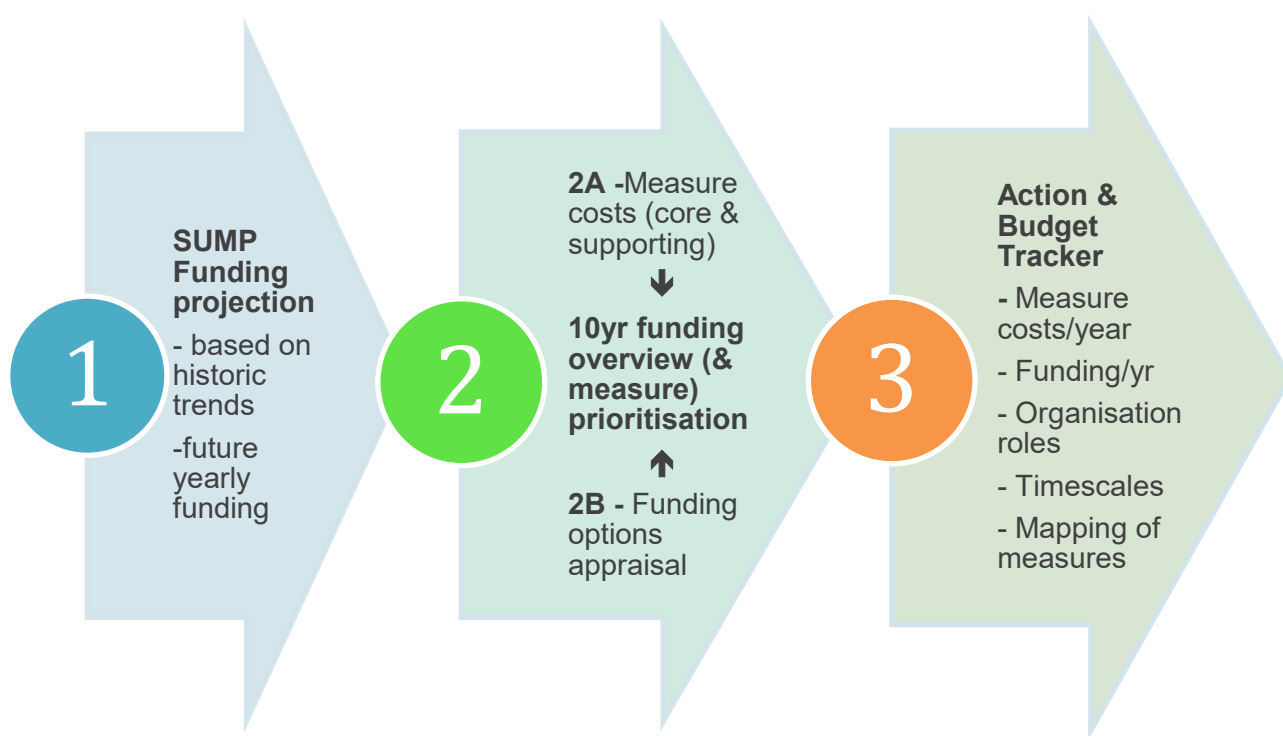 1
SUMP
Funding
projection
- based on
historic
trends
-future
yearly
funding
2
2A -Measure
costs (core &
supporting)
🡻
10yr funding
overview (&
measure)
prioritisation
🡹
2B - Funding
options
appraisal
3
Action &
Budget
Tracker
- Measure
costs/year
- Funding/yr
- Organisation
roles
- Timescales
- Mapping of
measures